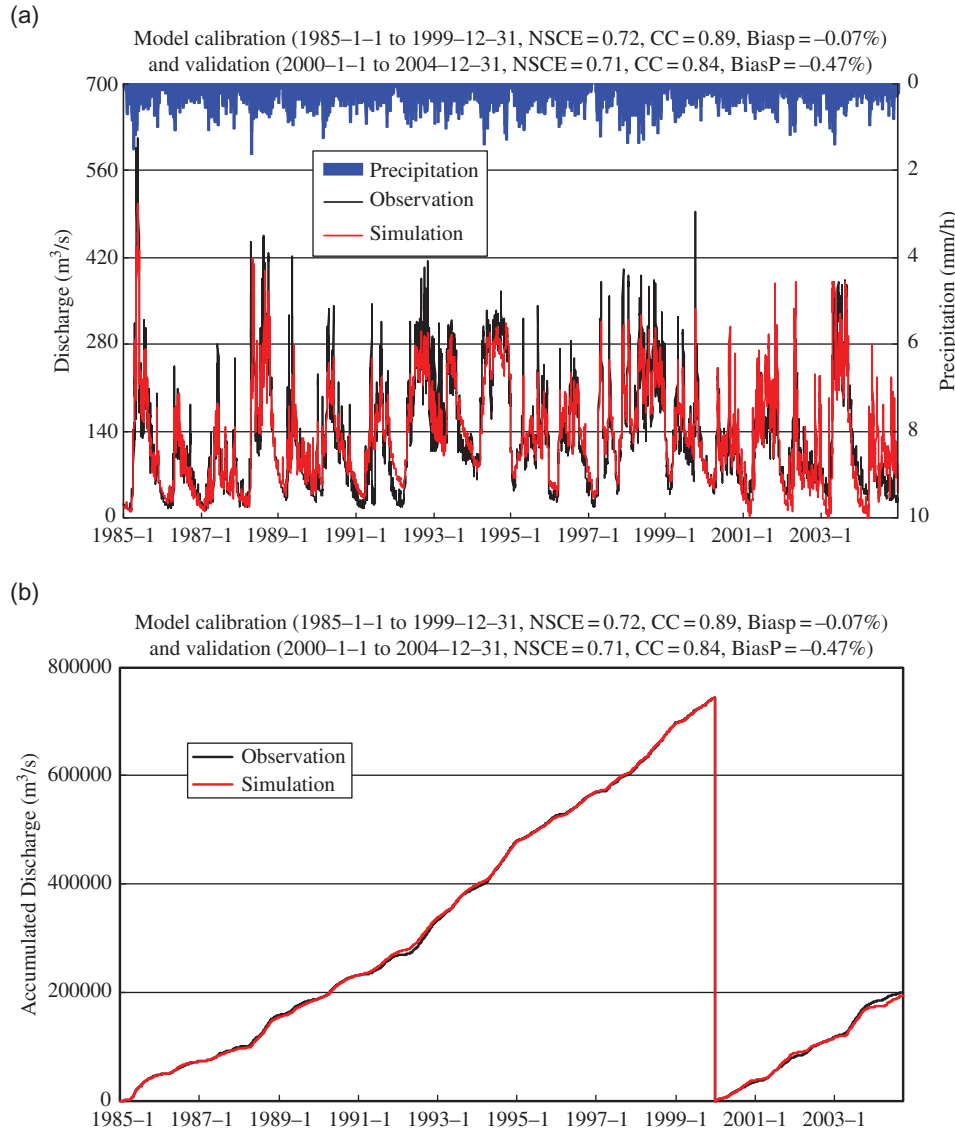 (a)
Model calibration (1985–1–1 to 1999–12–31, NSCE = 0.72, CC = 0.89, Biasp = –0.07%)
and validation (2000–1–1 to 2004–12–31, NSCE = 0.71, CC = 0.84, BiasP = –0.47%)
700
560
420
280
140
0
Discharge (m³/s)
Precipitation
Observation
Simulation
0
2
4
6
8
10
Precipitation (mm/h)
1985–1 1987–1 1989–1 1991–1 1993–1 1995–1 1997–1 1999–1 2001–1 2003–1
(b)
Model calibration (1985–1–1 to 1999–12–31, NSCE = 0.72, CC = 0.89, Biasp = –0.07%)
and validation (2000–1–1 to 2004–12–31, NSCE = 0.71, CC = 0.84, BiasP = –0.47%)
800000
600000
400000
200000
0
Accumulated Discharge (m³/s)
Observation
Simulation
1985–1 1987–1 1989–1 1991–1 1993–1 1995–1 1997–1 1999–1 2001–1 2003–1